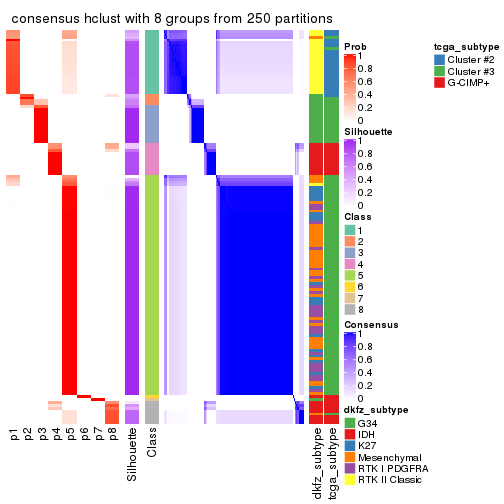 consensus hclust with 8 groups from 250 partitions
Prob
1
0.8
0.6
0.4
0.2
0
Silhouette
1
0.8
0.6
0.4
0.2
0
Class
1
2
3
4
5
6
7
8
Consensus
1
0.8
0.6
0.4
0.2
0
dkfz_subtype
G34
IDH
K27
Mesenchymal
RTK I PDGFRA
RTK II Classic
tcga_subtype
Cluster #2
Cluster #3
G-CIMP+
p1
p2
p3
p4
p5
p6
p7
p8
Silhouette
Class
dkfz_subtype
tcga_subtype